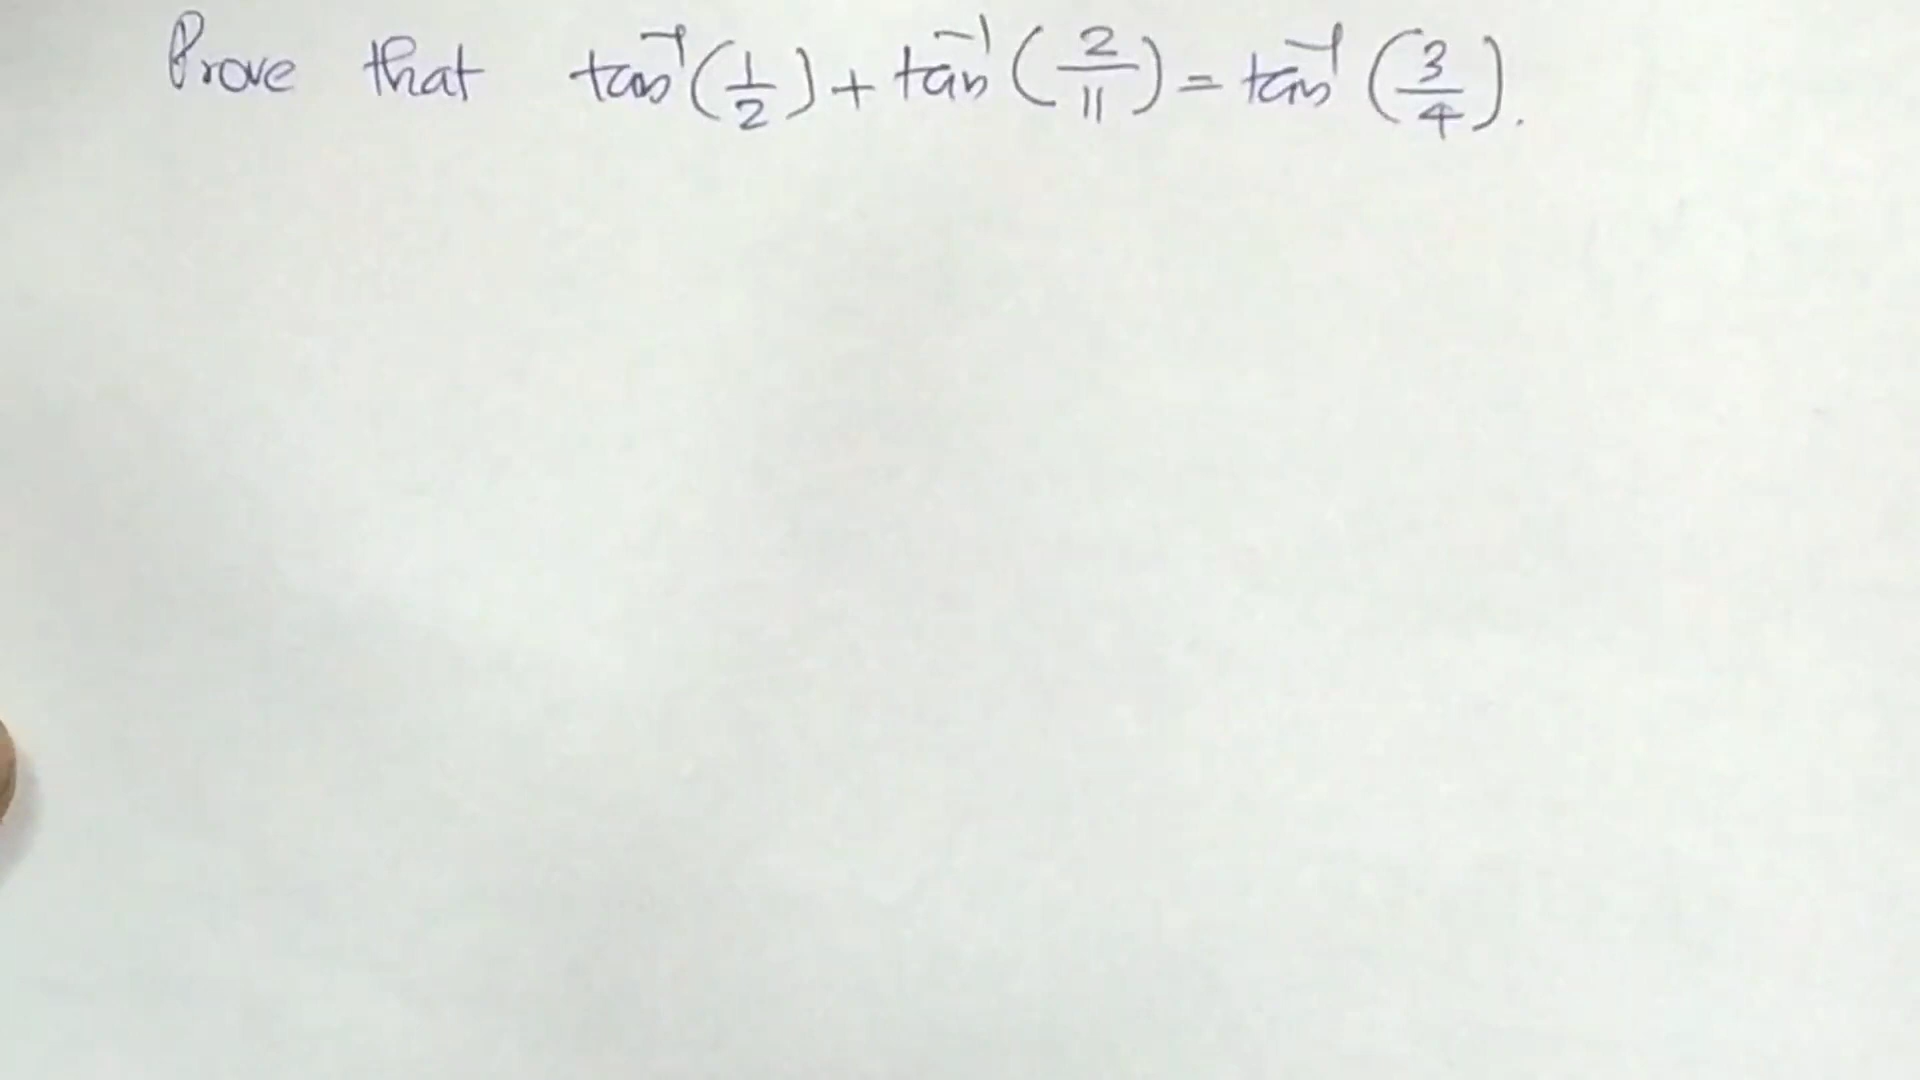 Prove that tan⁻¹(1/2) + tan⁻¹(2/11) = tan⁻¹(3/4).